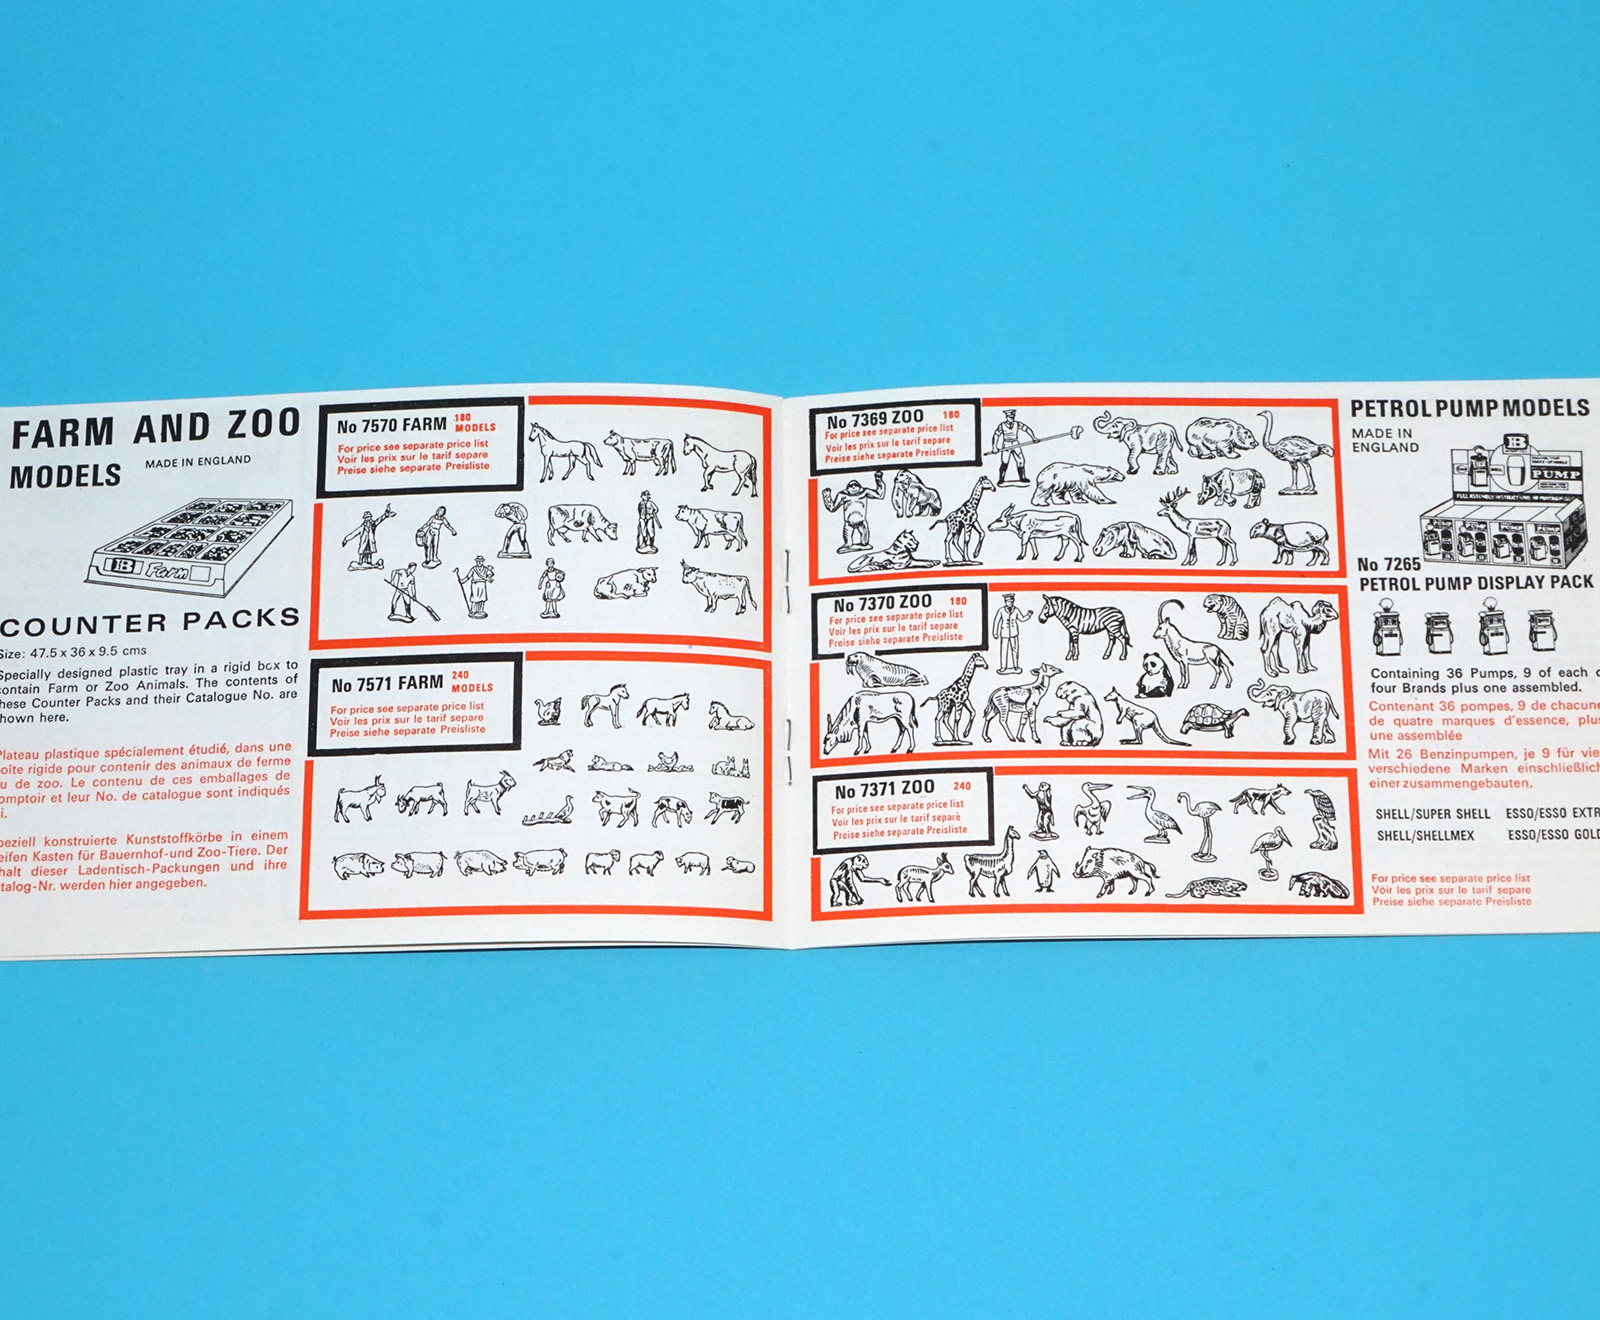 FARM AND ZOO
MODELS
MADE IN ENGLAND
B Farm
COUNTER PACKS
Size: 47.5 x 36 x 9.5 cms
Specially designed plastic tray in a rigid box to
contain Farm or Zoo Animals. The contents of
these Counter Packs and their Catalogue No. are
shown here.
Plateau plastique spécialement étudié, dans une
boîte rigide pour contenir des animaux de ferme
ou de zoo. Le contenu de ces emballages de
comptoir et leur No. de catalogue sont indiqués
i.
Speziell konstruierte Kunststoffkörbe in einem
eifen Kasten für Bauernhof-und Zoo-Tiere. Der
halt dieser Ladentisch-Packungen und ihre
talog-Nr. werden hier angegeben.
No 7570 FARM 180 MODELS
For price see separate price list
Voir les prix sur le tarif separe
Preise siehe separate Preisliste
No 7571 FARM 240 MODELS
For price see separate price list
Voir les prix sur le tarif separe
Preise siehe separate Preisliste
No 7369 ZOO 180
For price see separate price list
Voir les prix sur le tarif separe
Preise siehe separate Preisliste
No 7370 ZOO 180
For price see separate price list
Voir les prix sur le tarif separe
Preise siehe separate Preisliste
No 7371 ZOO 240
For price see separate price list
Voir les prix sur le tarif separè
Preise siehe separate Preisliste
PETROL PUMP MODELS
MADE IN
ENGLAND
B
PUMP
No 7265
PETROL PUMP DISPLAY PACK
Containing 36 Pumps, 9 of each o
four Brands plus one assembled.
Contenant 36 pompes, 9 de chacune
de quatre marques d'essence, plus
une assemblée
Mit 26 Benzinpumpen, je 9 für vier
verschiedene Marken einschließlich
einer zusammengebauten.
SHELL/SUPER SHELL ESSO/ESSO EXTR
SHELL/SHELLMEX ESSO/ESSO GOLD
For price see separate price list
Voir les prix sur le tarif separe
Preise siehe separate Preisliste